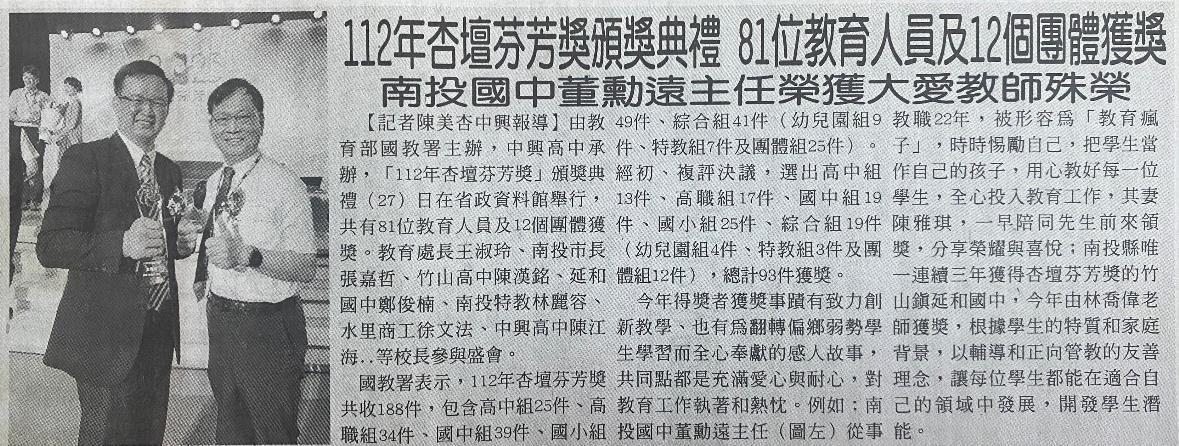 112年杏壇芬芳獎頒獎典禮 81位教育人員及12個團體獲獎
南投國中董勳遠主任榮獲大愛教師殊榮
【記者陳美杏中興報導】由教
育部國教署主辦，中興高中承
辦，「112年杏壇芬芳獎」頒獎典
禮（27）日在省政資料館舉行，
共有81位教育人員及12個團體獲
獎。教育處長王淑玲、南投市長
張嘉哲、竹山高中陳漢銘、延和
國中鄭俊楠、南投特教林麗容、
水里商工徐文法、中興高中陳江
海..等校長參與盛會。
國教署表示，112年杏壇芬芳獎
共收188件，包含高中組25件、高
職組34件、國中組39件、國小組
49件、綜合組41件（幼兒園組9
件、特教組7件及團體組25件）。
經初、複評決議，選出高中組
13件、高職組17件、國中組19
件、國小組25件、綜合組19件
（幼兒園組4件、特教組3件及團
體組12件），總計93件獲獎。
今年得獎者獲獎事蹟有致力創
新教學、也有爲翻轉偏鄉弱勢學
生學習而全心奉獻的感人故事，
共同點都是充滿愛心與耐心，對
教育工作執著和熱忱。例如：南
投國中董勳遠主任（圖左）從事
教職22年，被形容爲「教育瘋
子」，時時惕勵自己，把學生當
作自己的孩子，用心教好每一位
學生，全心投入教育工作，其妻
陳雅琪，一早陪同先生前來領
獎，分享榮耀與喜悅；南投縣唯
一連續三年獲得杏壇芬芳獎的竹
山鎭延和國中，今年由林喬偉老
師獲獎，根據學生的特質和家庭
背景，以輔導和正向管教的友善
理念，讓每位學生都能在適合自
己的領域中發展，開發學生潛
能。